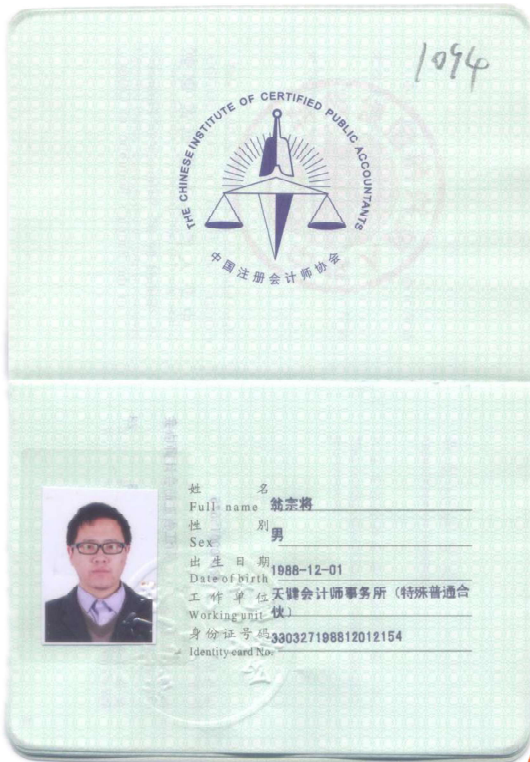 1094
THE CHINESE INSTITUTE OF CERTIFIED PUBLIC ACCOUNTANTS
中国注册会计师协会
姓 名
Full name 翁宗将
性 别
Sex 男
出生日期
Date of birth 1988-12-01
工作单位 天健会计师事务所（特殊普通合
Working unit 伙）
身份证号码 330327198812012154
Identity card No.